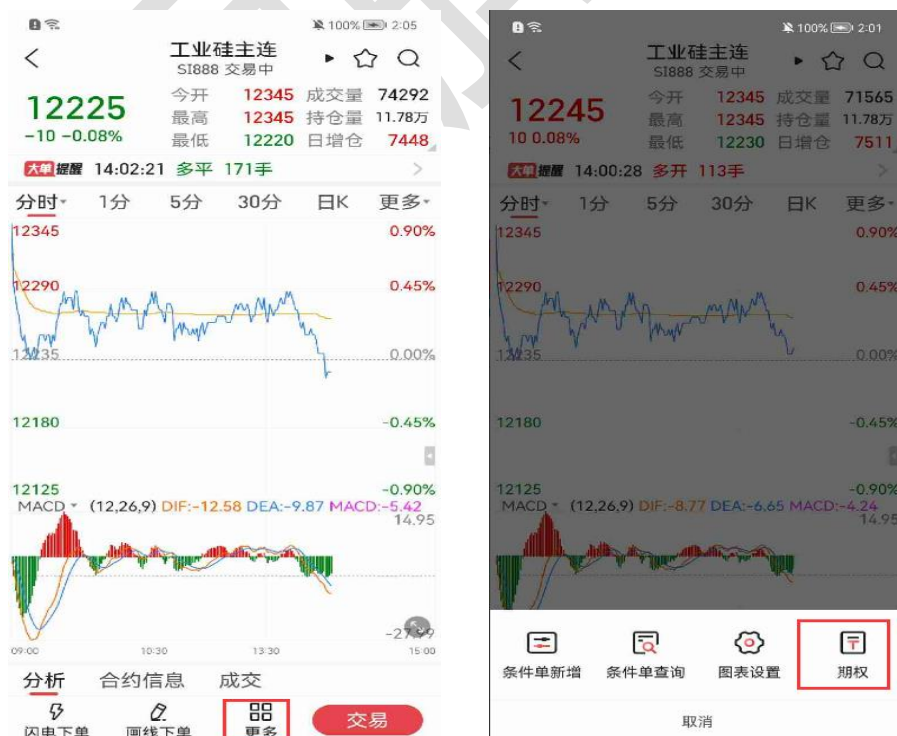 100% 2:05
工业硅主连
SI888 交易中
12225
-10 -0.08%
今开 12345 成交量 74292
最高 12345 持仓量 11.78万
最低 12220 日增仓 7448
大单提醒 14:02:21 多平 171手
分时 1分 5分 30分 日K 更多
12345 0.90%
12290 0.45%
12235 0.00%
12180 -0.45%
12125 -0.90%
MACD (12,26,9) DIF:-12.58 DEA:-9.87 MACD:-5.42
14.95
09:00 10:30 13:30 15:00
分析 合约信息 成交
闪电下单 画线下单 更多 交易
100% 2:01
工业硅主连
SI888 交易中
12245
10 0.08%
今开 12345 成交量 71565
最高 12345 持仓量 11.78万
最低 12230 日增仓 7511
大单提醒 14:00:28 多开 113手
分时 1分 5分 30分 日K 更多
12345 0.90%
12290 0.45%
12235 0.00%
12180 -0.45%
12125 -0.90%
MACD (12,26,9) DIF:-8.77 DEA:-6.65 MACD:-4.24
14.95
条件单新增 条件单查询 图表设置 期权
取消